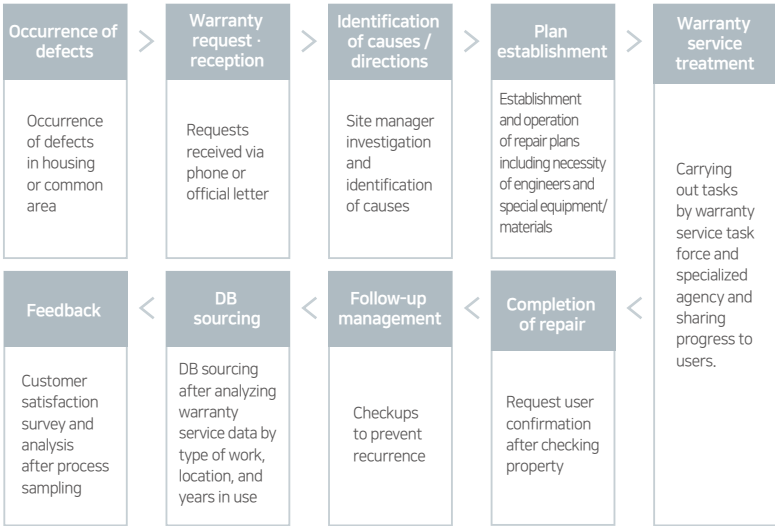 Occurrence of
defects
Occurrence
of defects
in housing
or common
area
Warranty
request ·
reception
Requests
received via
phone or
official letter
Identification
of causes /
directions
Site manager
investigation
and
identification
of causes
Plan
establishment
Establishment
and operation
of repair plans
including necessity
of engineers and
special equipment/
materials
Warranty
service
treatment
Carrying
out tasks
by warranty
service task
force and
specialized
agency and
sharing
progress to
users.
Completion
of repair
Request user
confirmation
after checking
property
Follow-up
management
Checkups
to prevent
recurrence
DB
sourcing
DB sourcing
after analyzing
warranty
service data by
type of work,
location, and
years in use
Feedback
Customer
satisfaction
survey and
analysis
after process
sampling